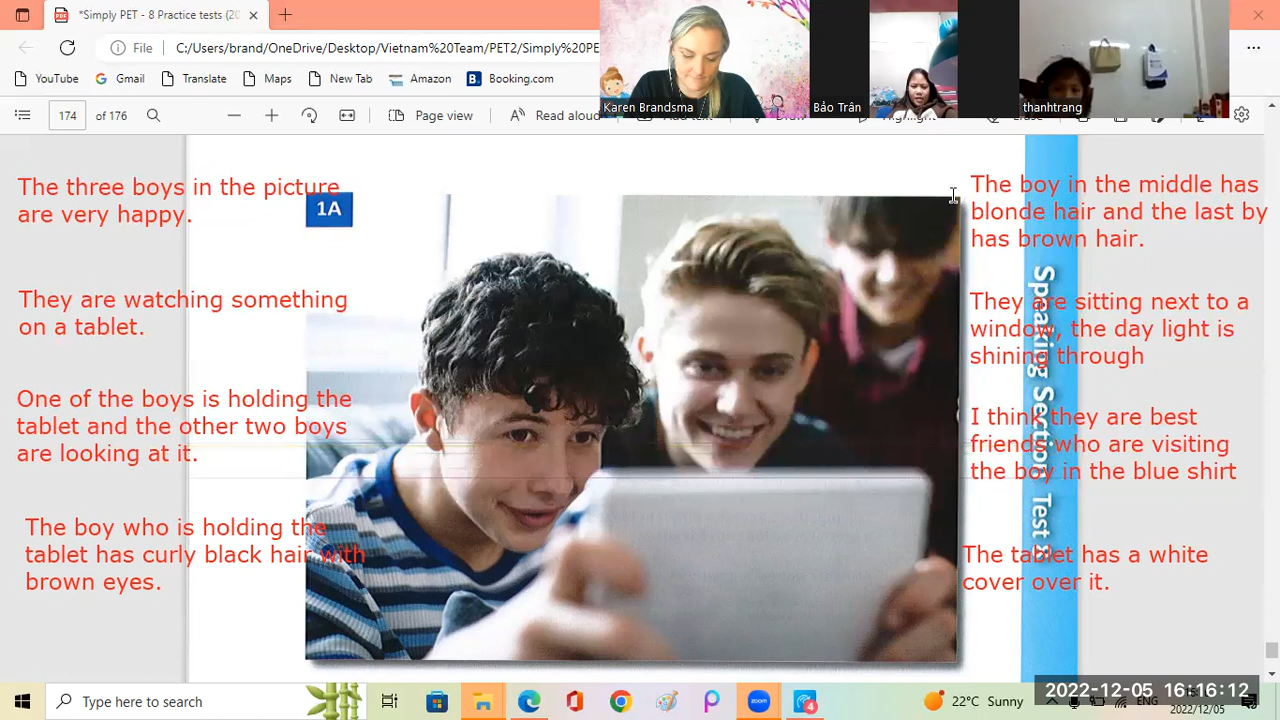 *Simply PET - 8 Practice tests (20
File
C:/Users/brand/OneDrive/Desktop/Vietnam%20Team/PET2/Simply%20PE
YouTube
Gmail
Translate
Maps
New Tab
Amazon
Booking.com
174 of 176
Page view
Read aloud
Karen Brandsma
Bảo Trân
thanhtrang
The three boys in the picture
are very happy.
1A
They are watching something
on a tablet.
One of the boys is holding the
tablet and the other two boys
are looking at it.
The boy who is holding the
tablet has curly black hair with
brown eyes.
The boy in the middle has
blonde hair and the last by
has brown hair.
They are sitting next to a
window, the day light is
shining through
I think they are best
friends who are visiting
the boy in the blue shirt
The tablet has a white
cover over it.
Speaking Section Test 8
Type here to search
22°C Sunny
ENG
2022-12-05 16:16:12
2022/12/05